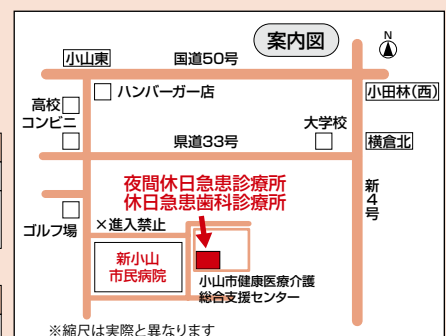 案内図
N
小山東
国道50号
ハンバーガー店
小田林(西)
高校
コンビニ
大学校
県道33号
横倉北
夜間休日急患診療所
休日急患歯科診療所
新4号
ゴルフ場
×進入禁止
新小山
市民病院
小山市健康医療介護
総合支援センター
※縮尺は実際と異なります